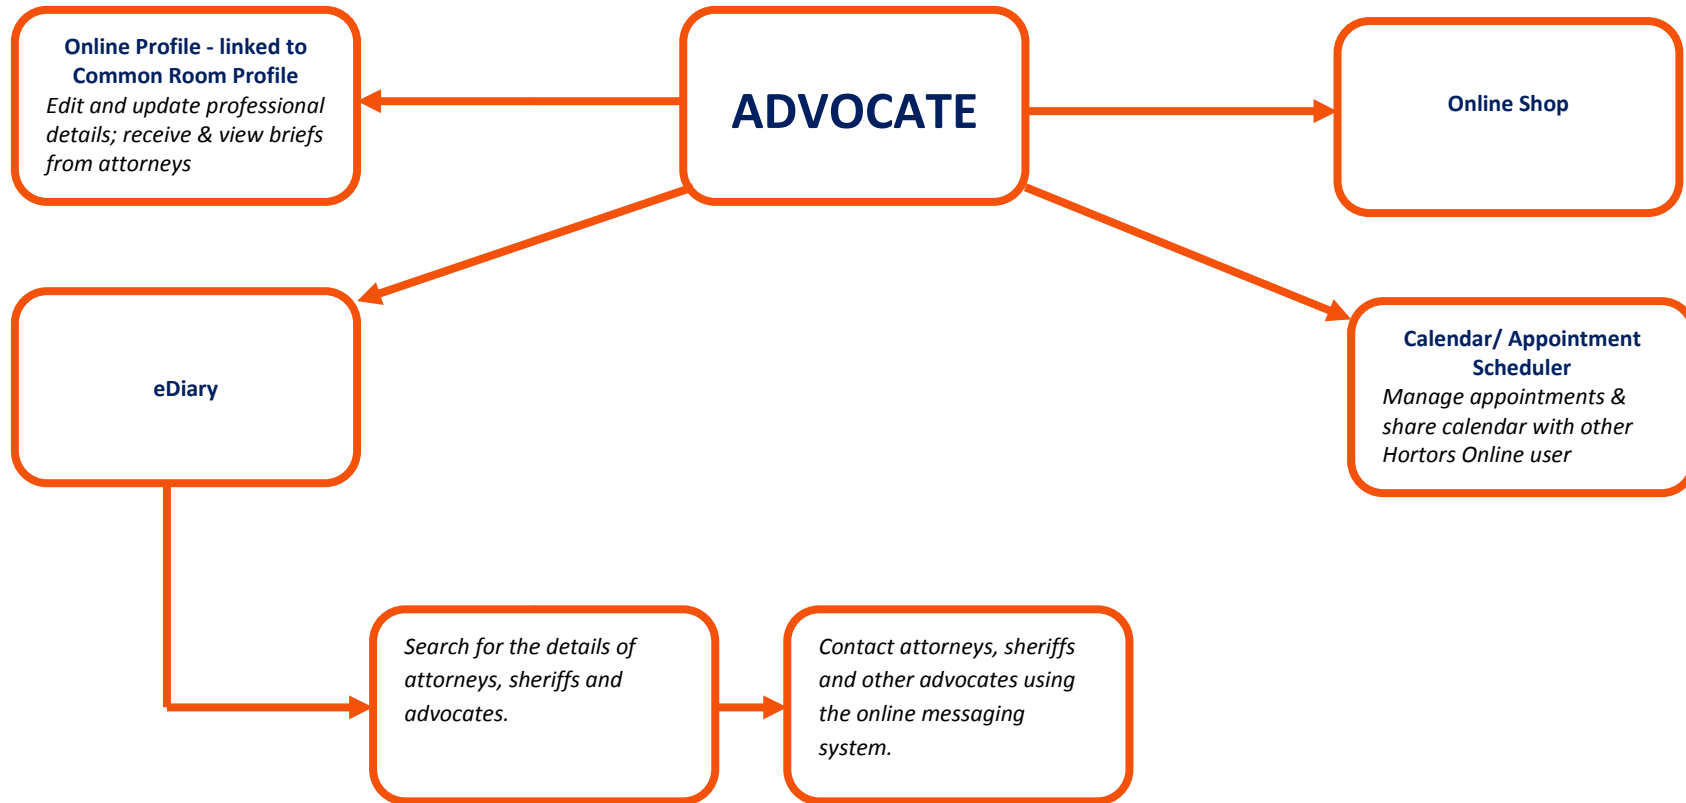 Online Profile - linked to
Common Room Profile
Edit and update professional
details; receive & view briefs
from attorneys
ADVOCATE
Online Shop
eDiary
Calendar/ Appointment
Scheduler
Manage appointments &
share calendar with other
Hortors Online user
Search for the details of
attorneys, sheriffs and
advocates.
Contact attorneys, sheriffs
and other advocates using
the online messaging
system.